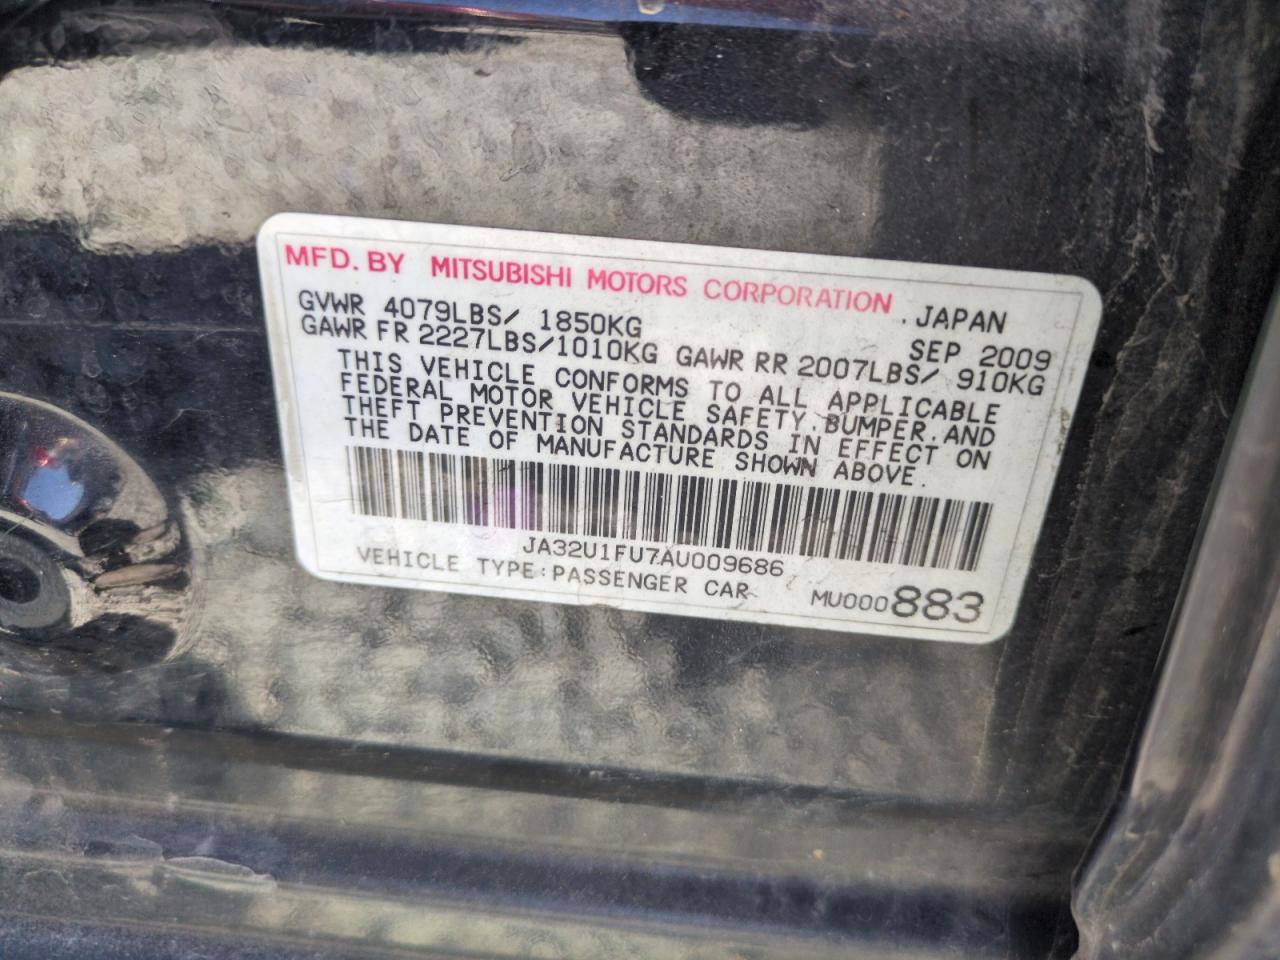 MFD. BY MITSUBISHI MOTORS CORPORATION , JAPAN
GVWR 4079LBS/ 1850KG SEP 2009
GAWR FR 2227LBS/1010KG GAWR RR 2007LBS/ 910KG
THIS VEHICLE CONFORMS TO ALL APPLICABLE
FEDERAL MOTOR VEHICLE SAFETY,BUMPER,AND
THEFT PREVENTION STANDARDS IN EFFECT ON
THE DATE OF MANUFACTURE SHOWN ABOVE.
JA32U1FU7AU009686
VEHICLE TYPE:PASSENGER CAR MU000883